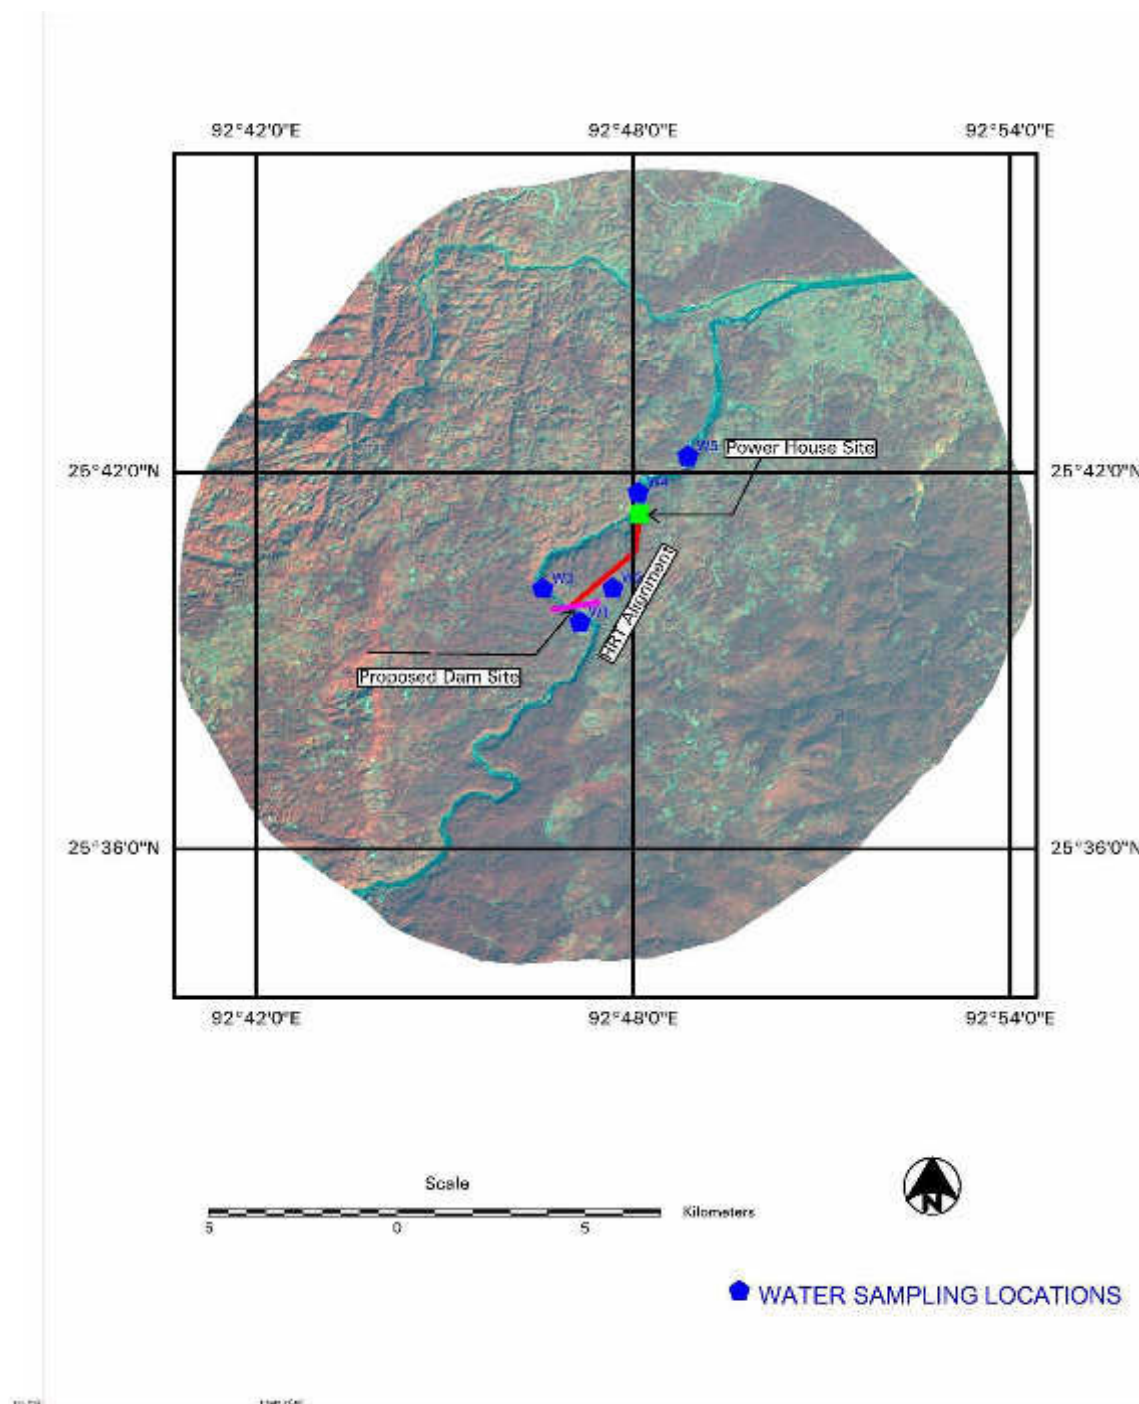 92°42'0"E 92°48'0"E 92°54'0"E
W5
Power House Site
25°42'0"N 25°42'0"N
W4
HRT Alignment
W3
W1
Proposed Dam Site
25°36'0"N 25°36'0"N
92°42'0"E 92°48'0"E 92°54'0"E
Scale
Kilometers
5 0 5
N
WATER SAMPLING LOCATIONS